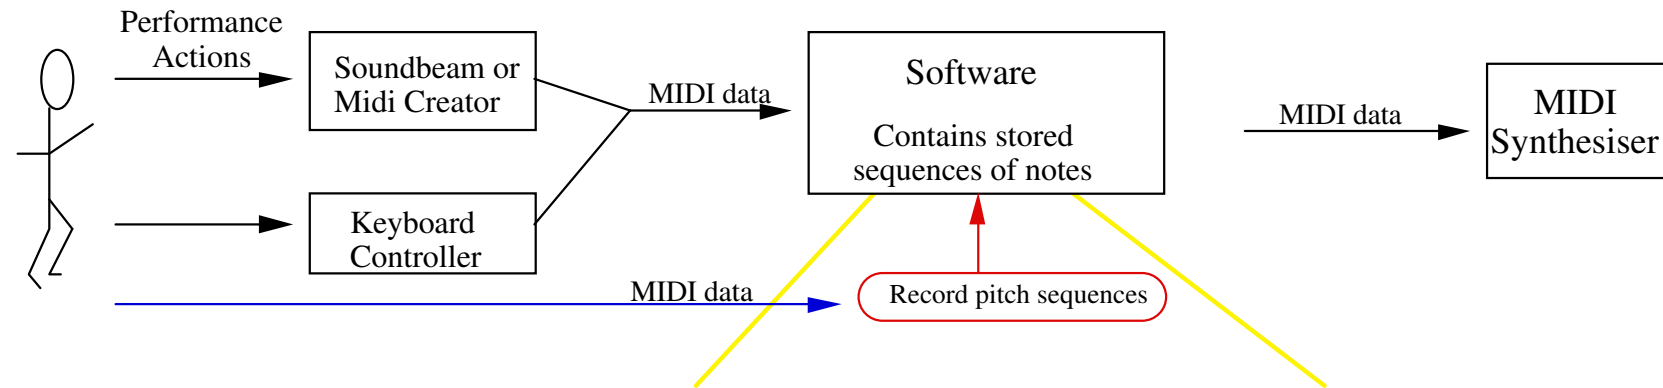 Performance
Actions
Soundbeam or
Midi Creator
MIDI data
Software
Contains stored
sequences of notes
MIDI data
MIDI
Synthesiser
Keyboard
Controller
MIDI data
Record pitch sequences